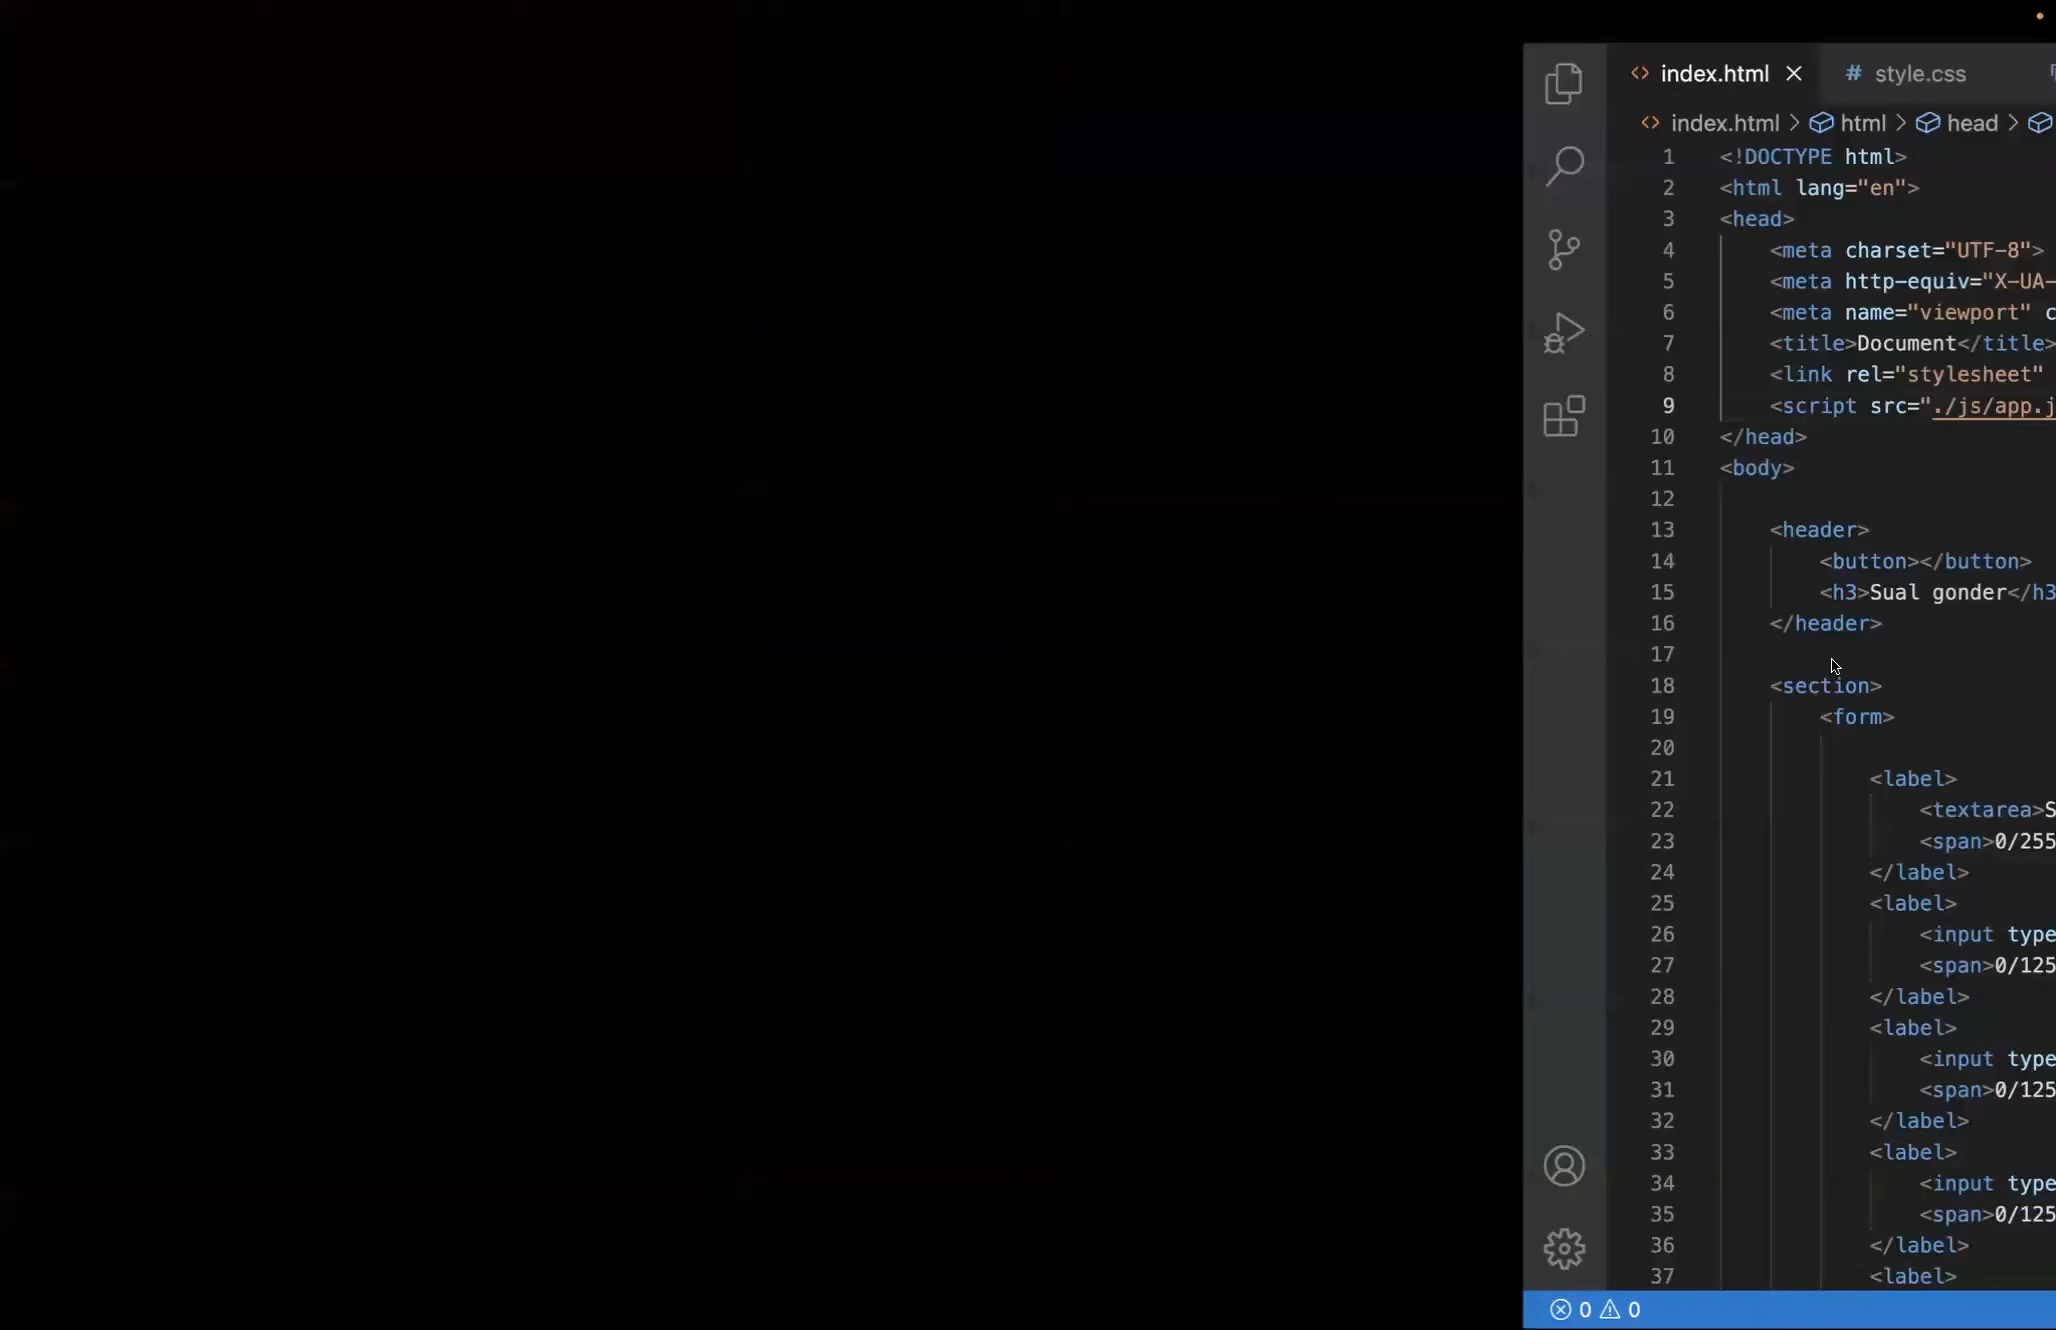 index.html
style.css
index.html > html > head >
1 <!DOCTYPE html>
2 <html lang="en">
3 <head>
4 <meta charset="UTF-8">
5 <meta http-equiv="X-UA-
6 <meta name="viewport" c
7 <title>Document</title>
8 <link rel="stylesheet"
9 <script src="./js/app.j
10 </head>
11 <body>
12
13 <header>
14 <button></button>
15 <h3>Sual gonder</h3
16 </header>
17
18 <section>
19 <form>
20
21 <label>
22 <textarea>S
23 <span>0/255
24 </label>
25 <label>
26 <input type
27 <span>0/125
28 </label>
29 <label>
30 <input type
31 <span>0/125
32 </label>
33 <label>
34 <input type
35 <span>0/125
36 </label>
37 <label>
0 0